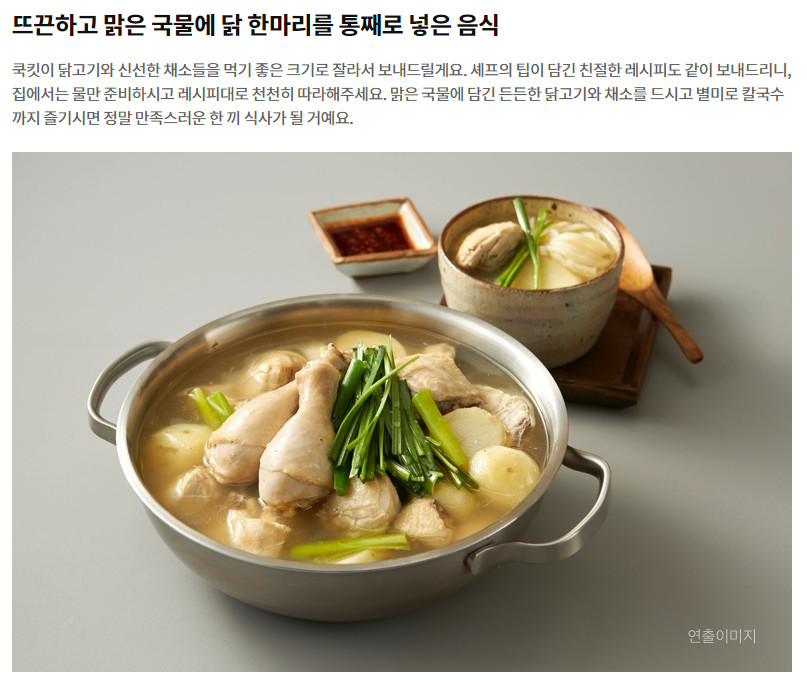 뜨끈하고 맑은 국물에 닭 한마리를 통째로 넣은 음식
쿡킷이 닭고기와 신선한 채소들을 먹기 좋은 크기로 잘라서 보내드릴게요. 셰프의 팁이 담긴 친절한 레시피도 같이 보내드리니,
집에서는 물만 준비하시고 레시피대로 천천히 따라해주세요. 맑은 국물에 담긴 든든한 닭고기와 채소를 드시고 별미로 칼국수
까지 즐기시면 정말 만족스러운 한 끼 식사가 될 거예요.
연출이미지